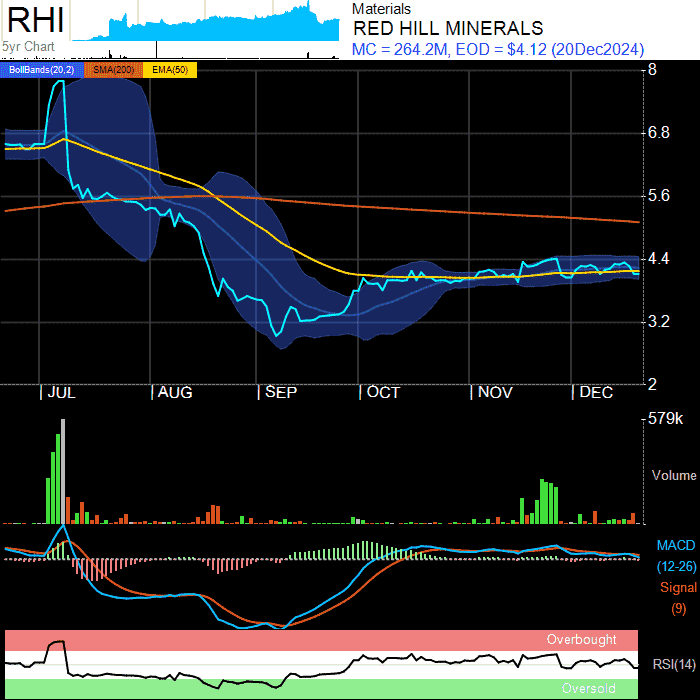 RHI
5yr Chart
Materials
RED HILL MINERALS
MC = 264.2M, EOD = $4.12 (20Dec2024)
BollBands(20,2) SMA(200) EMA(50)
8
6.8
5.6
4.4
3.2
2
JUL AUG SEP OCT NOV DEC
579k
Volume
MACD
(12-26)
Signal
(9)
Overbought
RSI(14)
Oversold